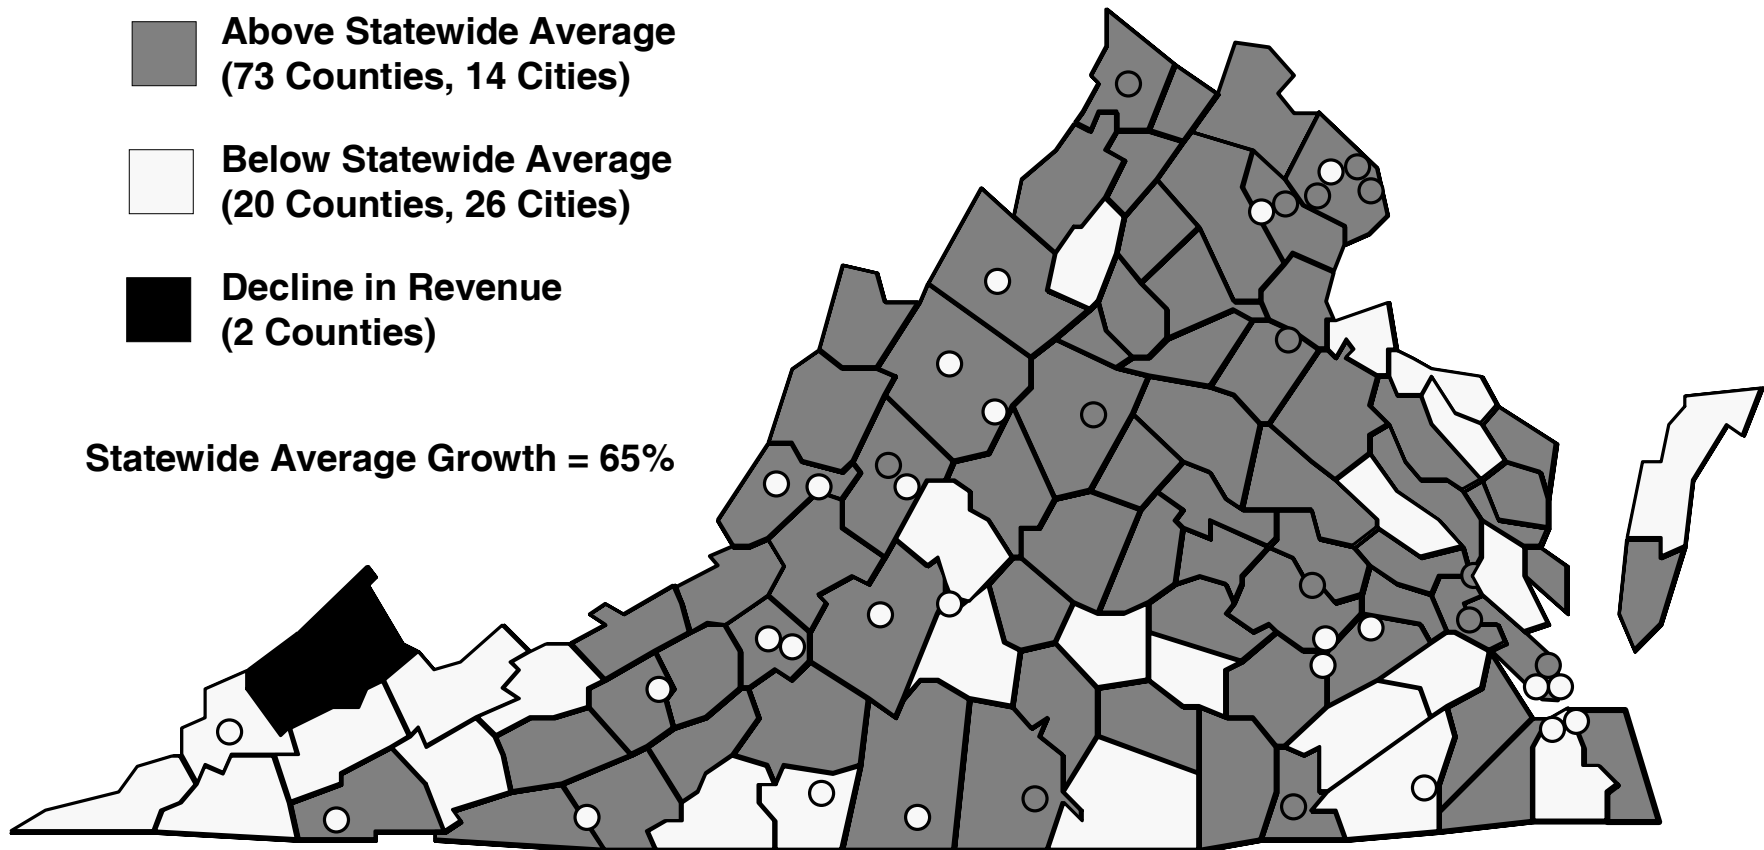 Above Statewide Average
(73 Counties, 14 Cities)
Below Statewide Average
(20 Counties, 26 Cities)
Decline in Revenue
(2 Counties)
Statewide Average Growth = 65%